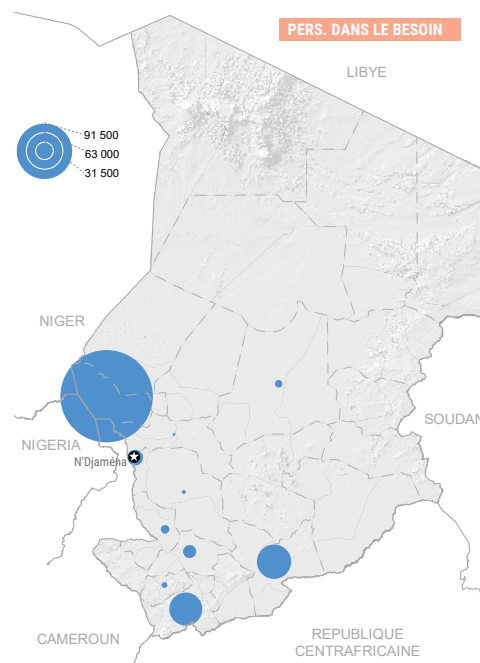 PERS. DANS LE BESOIN
LIBYE
91 500
63 000
31 500
NIGER
SOUDAN
NIGERIA
N'Djaména
CAMEROUN
REPUBLIQUE
CENTRAFRICAINE